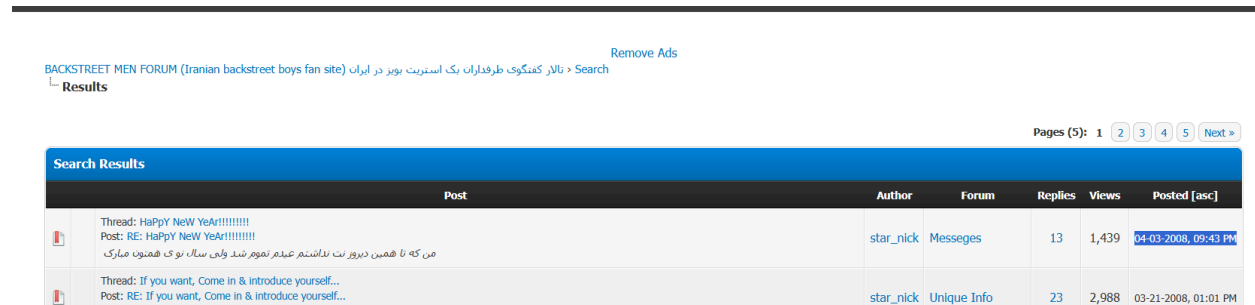 Remove Ads
BACKSTREET MEN FORUM (Iranian backstreet boys fan site) تالار کفتگوی طرفداران بک استریت بویز در ایران › Search
Results
Pages (5): 1 2 3 4 5 Next »
Search Results
Post Author Forum Replies Views Posted [asc]
Thread: HaPpY NeW YeAr!!!!!!!!!
Post: RE: HaPpY NeW YeAr!!!!!!!!!
من که تا همین دیروز نت نداشتم عیدم تموم شد ولی سال نو ی همتون مبارک
star_nick Messeges 13 1,439 04-03-2008, 09:43 PM
Thread: If you want, Come in & introduce yourself...
Post: RE: If you want, Come in & introduce yourself...
star_nick Unique Info 23 2,988 03-21-2008, 01:01 PM